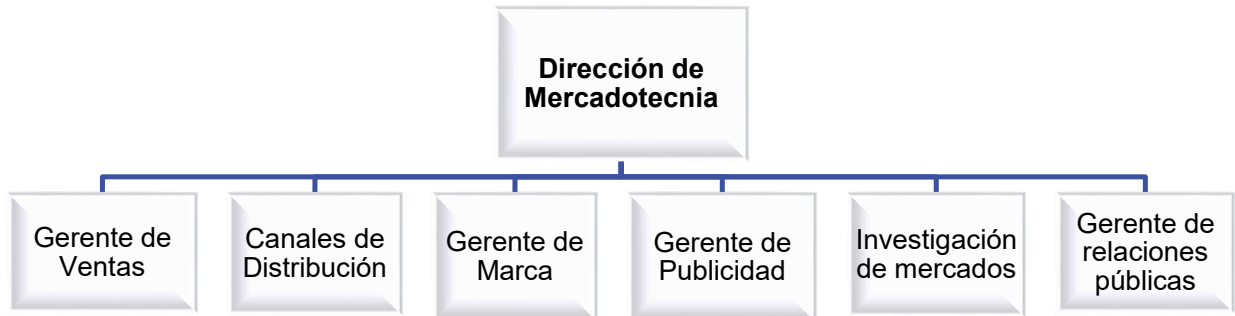 Dirección de
Mercadotecnia
Gerente de
Ventas
Canales de
Distribución
Gerente de
Marca
Gerente de
Publicidad
Investigación
de mercados
Gerente de
relaciones
públicas